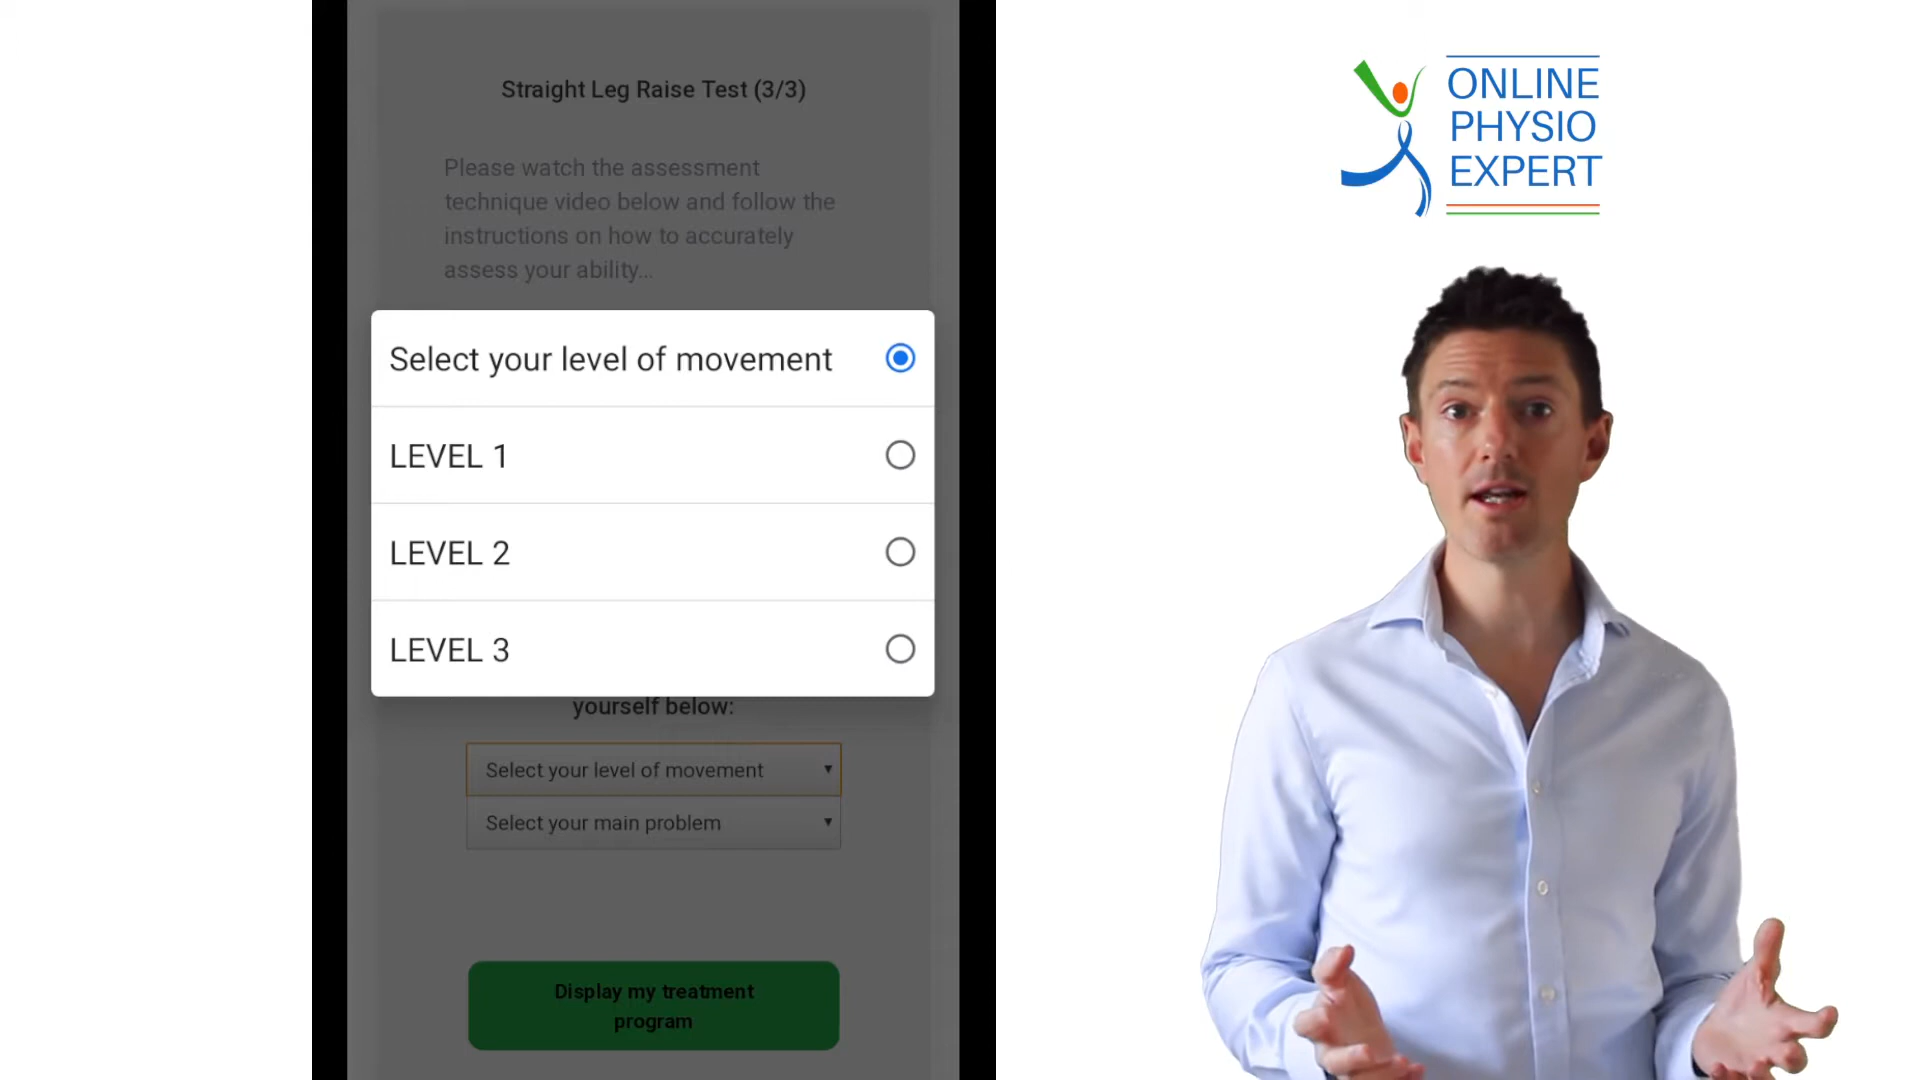 Straight Leg Raise Test (3/3)
Please watch the assessment
technique video below and follow the
instructions on how to accurately
assess your ability...
Select your level of movement
LEVEL 1
LEVEL 2
LEVEL 3
yourself below:
Select your level of movement
Select your main problem
Display my treatment
program
ONLINE
PHYSIO
EXPERT